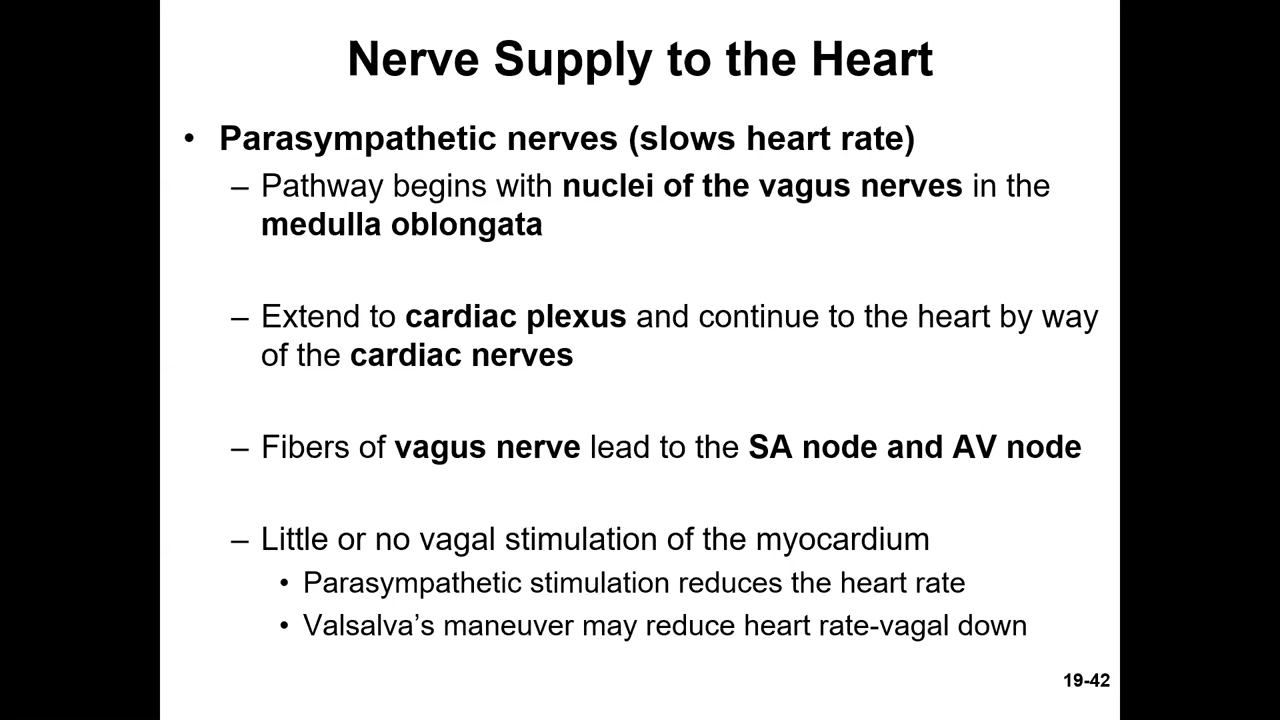 Nerve Supply to the Heart
• Parasympathetic nerves (slows heart rate)
– Pathway begins with nuclei of the vagus nerves in the
medulla oblongata
– Extend to cardiac plexus and continue to the heart by way
of the cardiac nerves
– Fibers of vagus nerve lead to the SA node and AV node
– Little or no vagal stimulation of the myocardium
• Parasympathetic stimulation reduces the heart rate
• Valsalva’s maneuver may reduce heart rate-vagal down
19-42